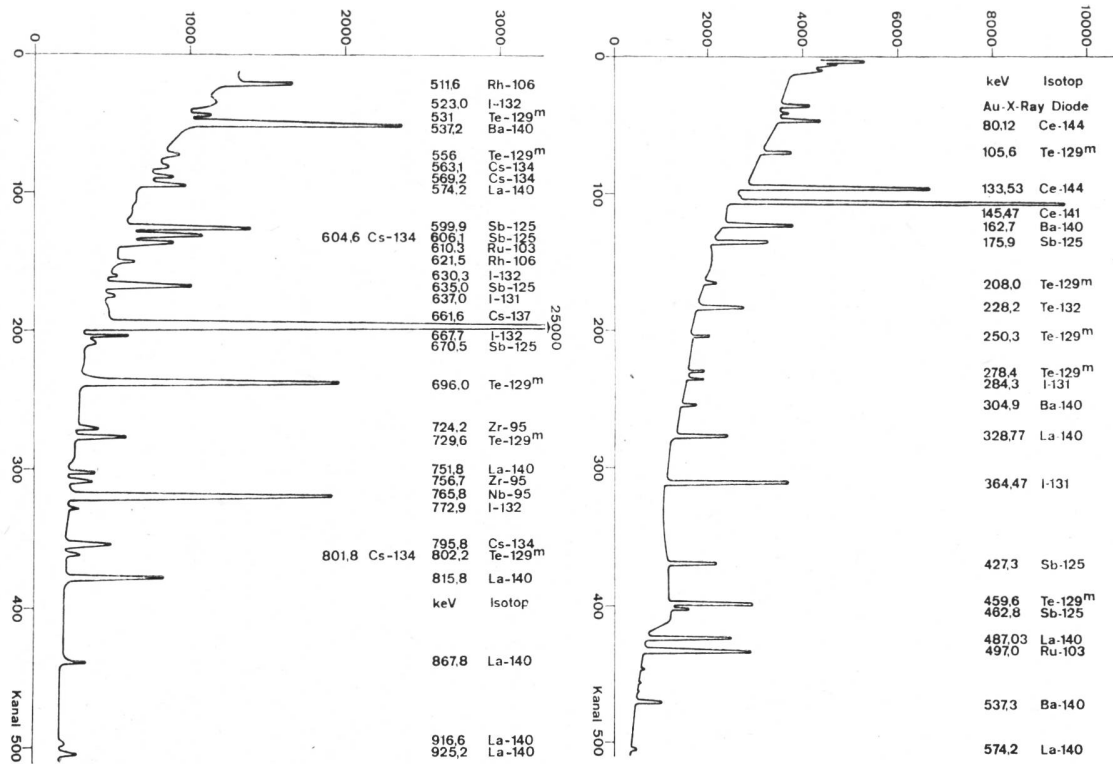 0 1000 2000 3000
0
511,6 Rh-106
523,0 I-132
531 Te-129m
537,2 Ba-140
556 Te-129m
563,1 Cs-134
569,2 Cs-134
100
574,2 La-140
599,9 Sb-125
604,6 Cs-134 606,1 Sb-125
610.3 Ru-103
621,5 Rh-106
630,3 I-132
635,0 Sb-125
637,0 I-131
661,6 Cs-137
25000
200
667,7 I-132
670,5 Sb-125
696,0 Te-129m
724,2 Zr-95
729,6 Te-129m
300
751,8 La-140
756,7 Zr-95
765,8 Nb-95
772,9 I-132
795,8 Cs-134
801,8 Cs-134 802,2 Te-129m
815,8 La-140
400
keV Isotop
867,8 La-140
916,6 La-140
925,2 La-140
Kanal 500
0 2000 4000 6000 8000 10000
0
keV Isotop
Au-X-Ray Diode
80,12 Ce-144
105,6 Te-129m
100
133,53 Ce-144
145,47 Ce-141
162,7 Ba-140
175,9 Sb-125
208,0 Te-129m
228,2 Te-132
200
250,3 Te-129m
278,4 Te-129m
284,3 I-131
304,9 Ba-140
328,77 La-140
300
364,47 I-131
427,3 Sb-125
400
459,6 Te-129m
462,8 Sb-125
487,03 La-140
497,0 Ru-103
537,3 Ba-140
574,2 La-140
Kanal 500